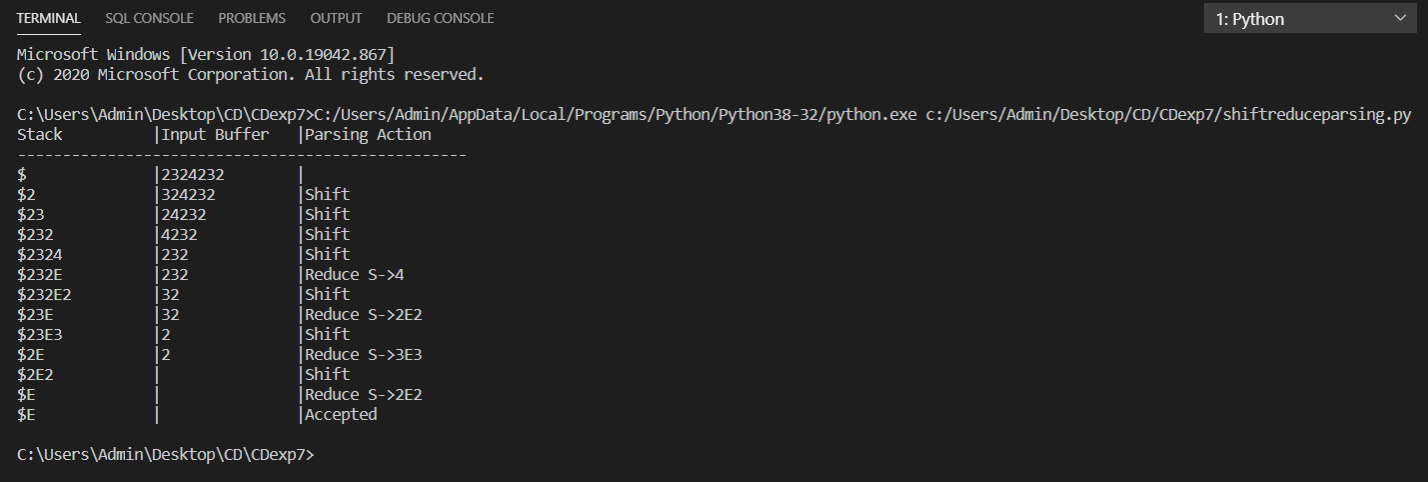 TERMINAL SQL CONSOLE PROBLEMS OUTPUT DEBUG CONSOLE 1: Python
Microsoft Windows [Version 10.0.19042.867]
(c) 2020 Microsoft Corporation. All rights reserved.
C:\Users\Admin\Desktop\CD\CDexp7>C:/Users/Admin/AppData/Local/Programs/Python/Python38-32/python.exe c:/Users/Admin/Desktop/CD/CDexp7/shiftreduceparsing.py
Stack          |Input Buffer   |Parsing Action
--------------------------------------------------
$              |2324232        |
$2             |324232         |Shift
$23            |24232          |Shift
$232           |4232           |Shift
$2324          |232            |Shift
$232E          |232            |Reduce S->4
$232E2         |32             |Shift
$23E           |32             |Reduce S->2E2
$23E3          |2              |Shift
$2E            |2              |Reduce S->3E3
$2E2           |               |Shift
$E             |               |Reduce S->2E2
$E             |               |Accepted
C:\Users\Admin\Desktop\CD\CDexp7>